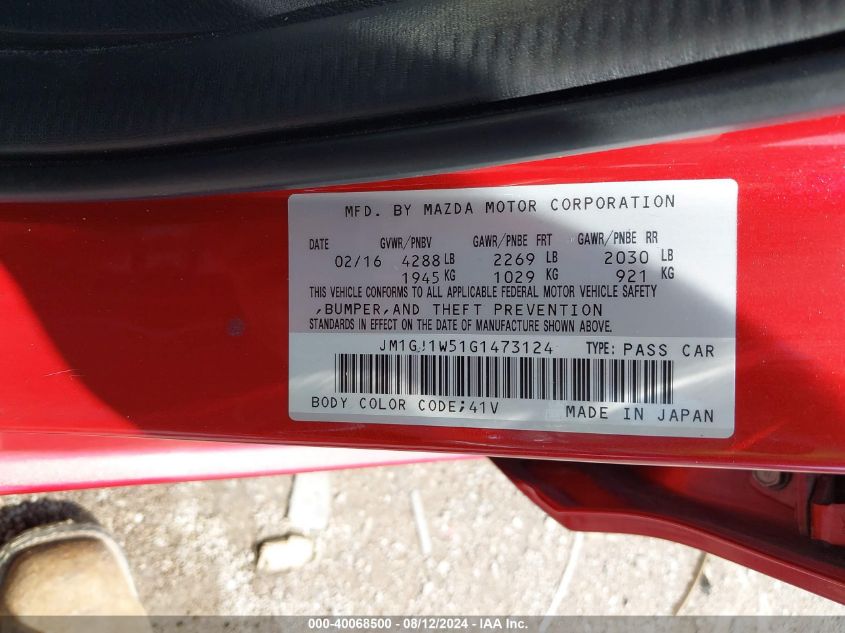 MFD. BY MAZDA MOTOR CORPORATION
DATE GVWR/PNBV GAWR/PNBE FRT GAWR/PNBE RR
02/16 4288 LB 2269 LB 2030 LB
1945 KG 1029 KG 921 KG
THIS VEHICLE CONFORMS TO ALL APPLICABLE FEDERAL MOTOR VEHICLE SAFETY
,BUMPER,AND THEFT PREVENTION
STANDARDS IN EFFECT ON THE DATE OF MANUFACTURE SHOWN ABOVE.
JM1GJ1W51G1473124 TYPE: PASS CAR
BODY COLOR CODE;41V MADE IN JAPAN
000-40068500 - 08/12/2024 - IAA Inc.